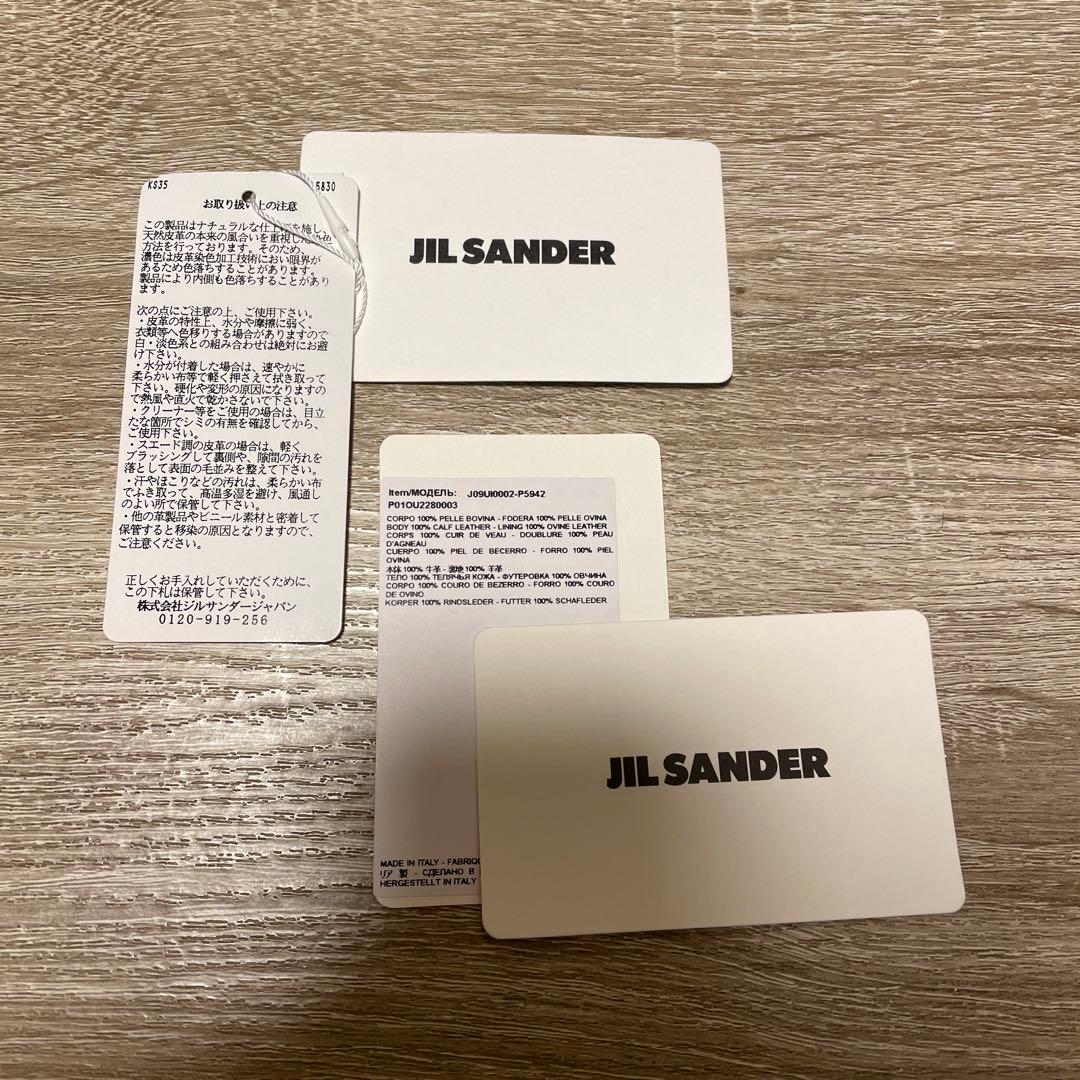 KS35
5830
お取り扱い上の注意
この製品はナチュラルな仕上げを施し、
天然皮革の本来の風合いを重視した染色
方法を行っております。そのため、
濃色は皮革染色加工技術におい限界が
あるため色落ちすることがあります。
製品により内側も色落ちすることがあり
ます。
次の点にご注意の上、ご使用下さい。
・皮革の特性上、水分や摩擦に弱く、
衣類等へ色移りする場合がありますので
白・淡色系との組み合わせは絶対にお避
け下さい。
・水分が付着した場合は、速やかに
柔らかい布等で軽く押さえて拭き取って
下さい。硬化や変形の原因になりますの
で熱風や直火で乾かさないで下さい。
・クリーナー等をご使用の場合は、目立
たな箇所でシミの有無を確認してから、
ご使用下さい。
・スエード調の皮革の場合は、軽く
ブラッシングして裏側や、隙間の汚れを
落として表面の毛並みを整えて下さい。
・汗やほこりなどの汚れは、柔らかい布
でふき取って、高温多湿を避け、風通し
のよい所で保管して下さい。
・他の革製品やビニール素材と密着して
保管すると移染の原因となりますので、
ご注意ください。
正しくお手入れしていただくために、
この下札は保管して下さい。
株式会社ジルサンダージャパン
0120-919-256
JIL SANDER
Item/МОДЕЛЬ: J09UI0002-P5942
P01OU2280003
CORPO 100% PELLE BOVINA - FODERA 100% PELLE OVINA
BODY 100% CALF LEATHER - LINING 100% OVINE LEATHER
CORPS 100% CUIR DE VEAU - DOUBLURE 100% PEAU
D'AGNEAU
CUERPO 100% PIEL DE BECERRO - FORRO 100% PIEL
OVINA
本体 100% 牛革 - 裏地 100% 羊革
ТЕЛО 100% ТЕЛЯЧЬЯ КОЖА - ФУТЕРОВКА 100% ОВЧИНА
CORPO 100% COURO DE BEZERRO - FORRO 100% COURO
DE OVINO
KORPER 100% RINDSLEDER - FUTTER 100% SCHAFLEDER
MADE IN ITALY - FABRIQU
リア 製 - СДЕЛАНО В
HERGESTELLT IN ITALY
JIL SANDER